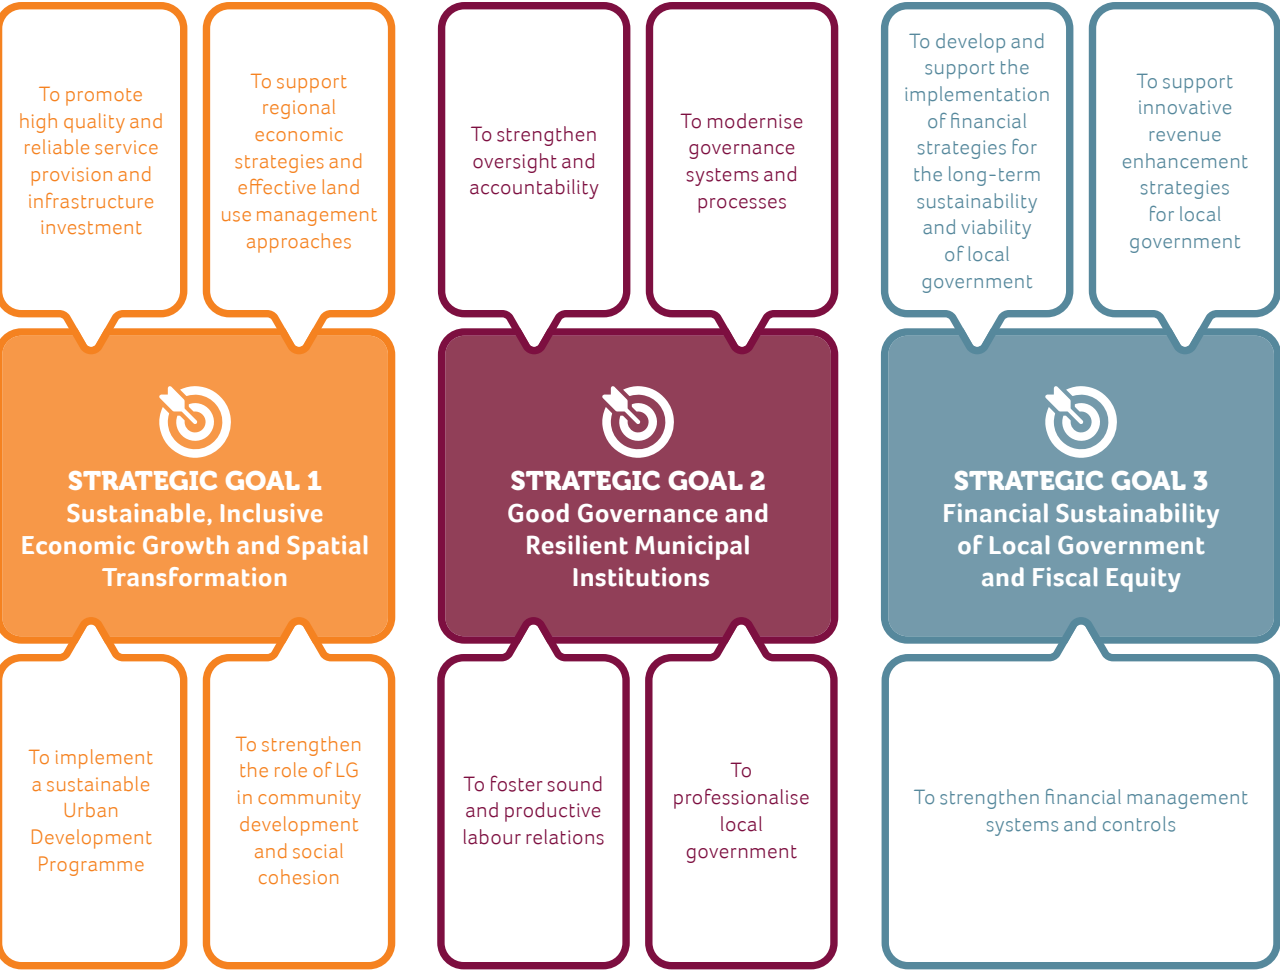 To promote
high quality and
reliable service
provision and
infrastructure
investment
To support
regional
economic
strategies and
effective land
use management
approaches
To strengthen
oversight and
accountability
To modernise
governance
systems and
processes
To develop and
support the
implementation
of financial
strategies for
the long-term
sustainability
and viability
of local
government
To support
innovative
revenue
enhancement
strategies
for local
government
STRATEGIC GOAL 1
Sustainable, Inclusive
Economic Growth and Spatial
Transformation
STRATEGIC GOAL 2
Good Governance and
Resilient Municipal
Institutions
STRATEGIC GOAL 3
Financial Sustainability
of Local Government
and Fiscal Equity
To implement
a sustainable
Urban
Development
Programme
To strengthen
the role of LG
in community
development
and social
cohesion
To foster sound
and productive
labour relations
To
professionalise
local
government
To strengthen financial management
systems and controls